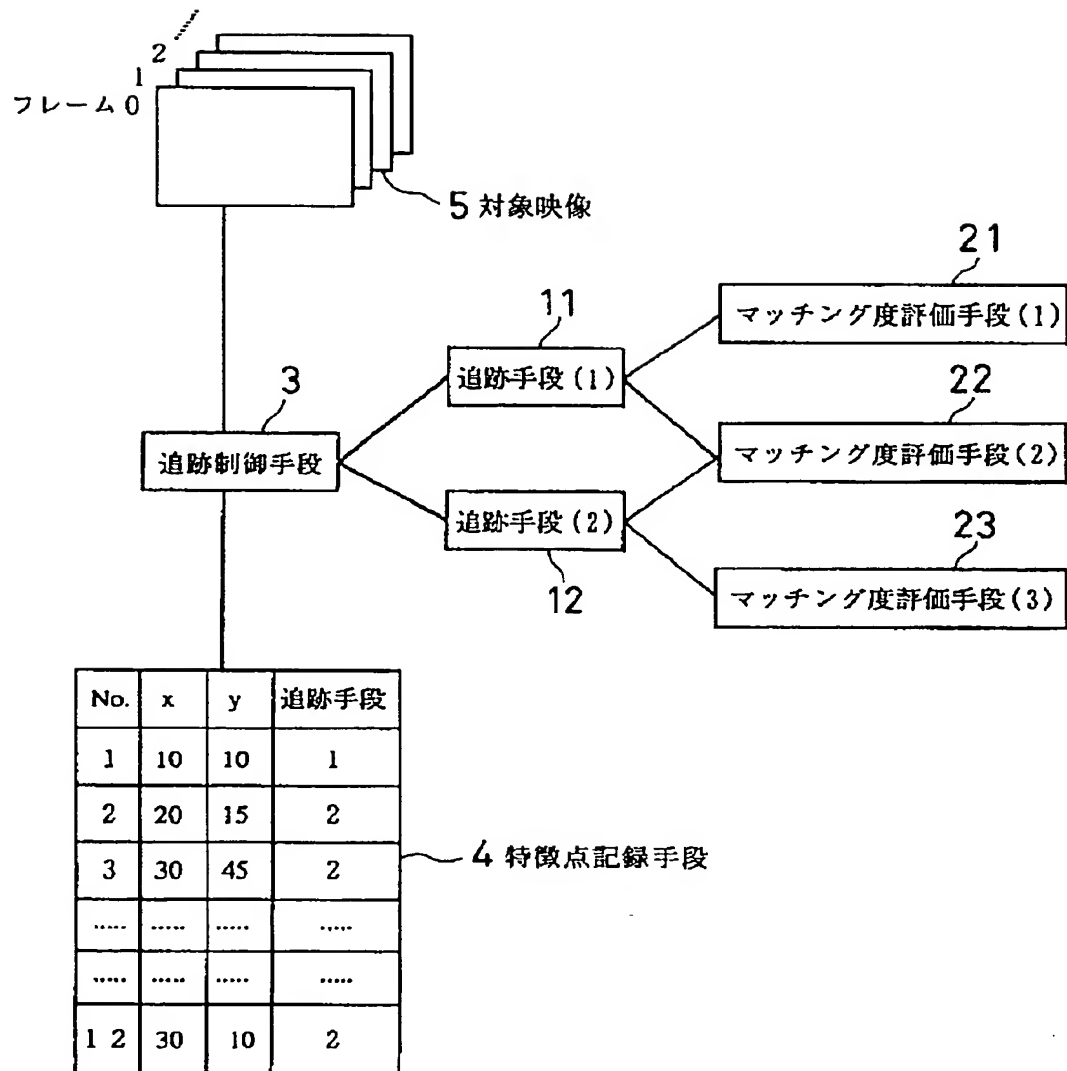 2 ......
1
フレーム 0
5 対象映像
21
マッチング度評価手段(1)
11
追跡手段(1)
22
3
マッチング度評価手段(2)
追跡制御手段
追跡手段(2)
23
12
マッチング度評価手段(3)
No. x y 追跡手段
1 10 10 1
2 20 15 2
3 30 45 2
4 特徴点記録手段
..... ..... ..... .....
..... ..... ..... .....
1 2 30 10 2